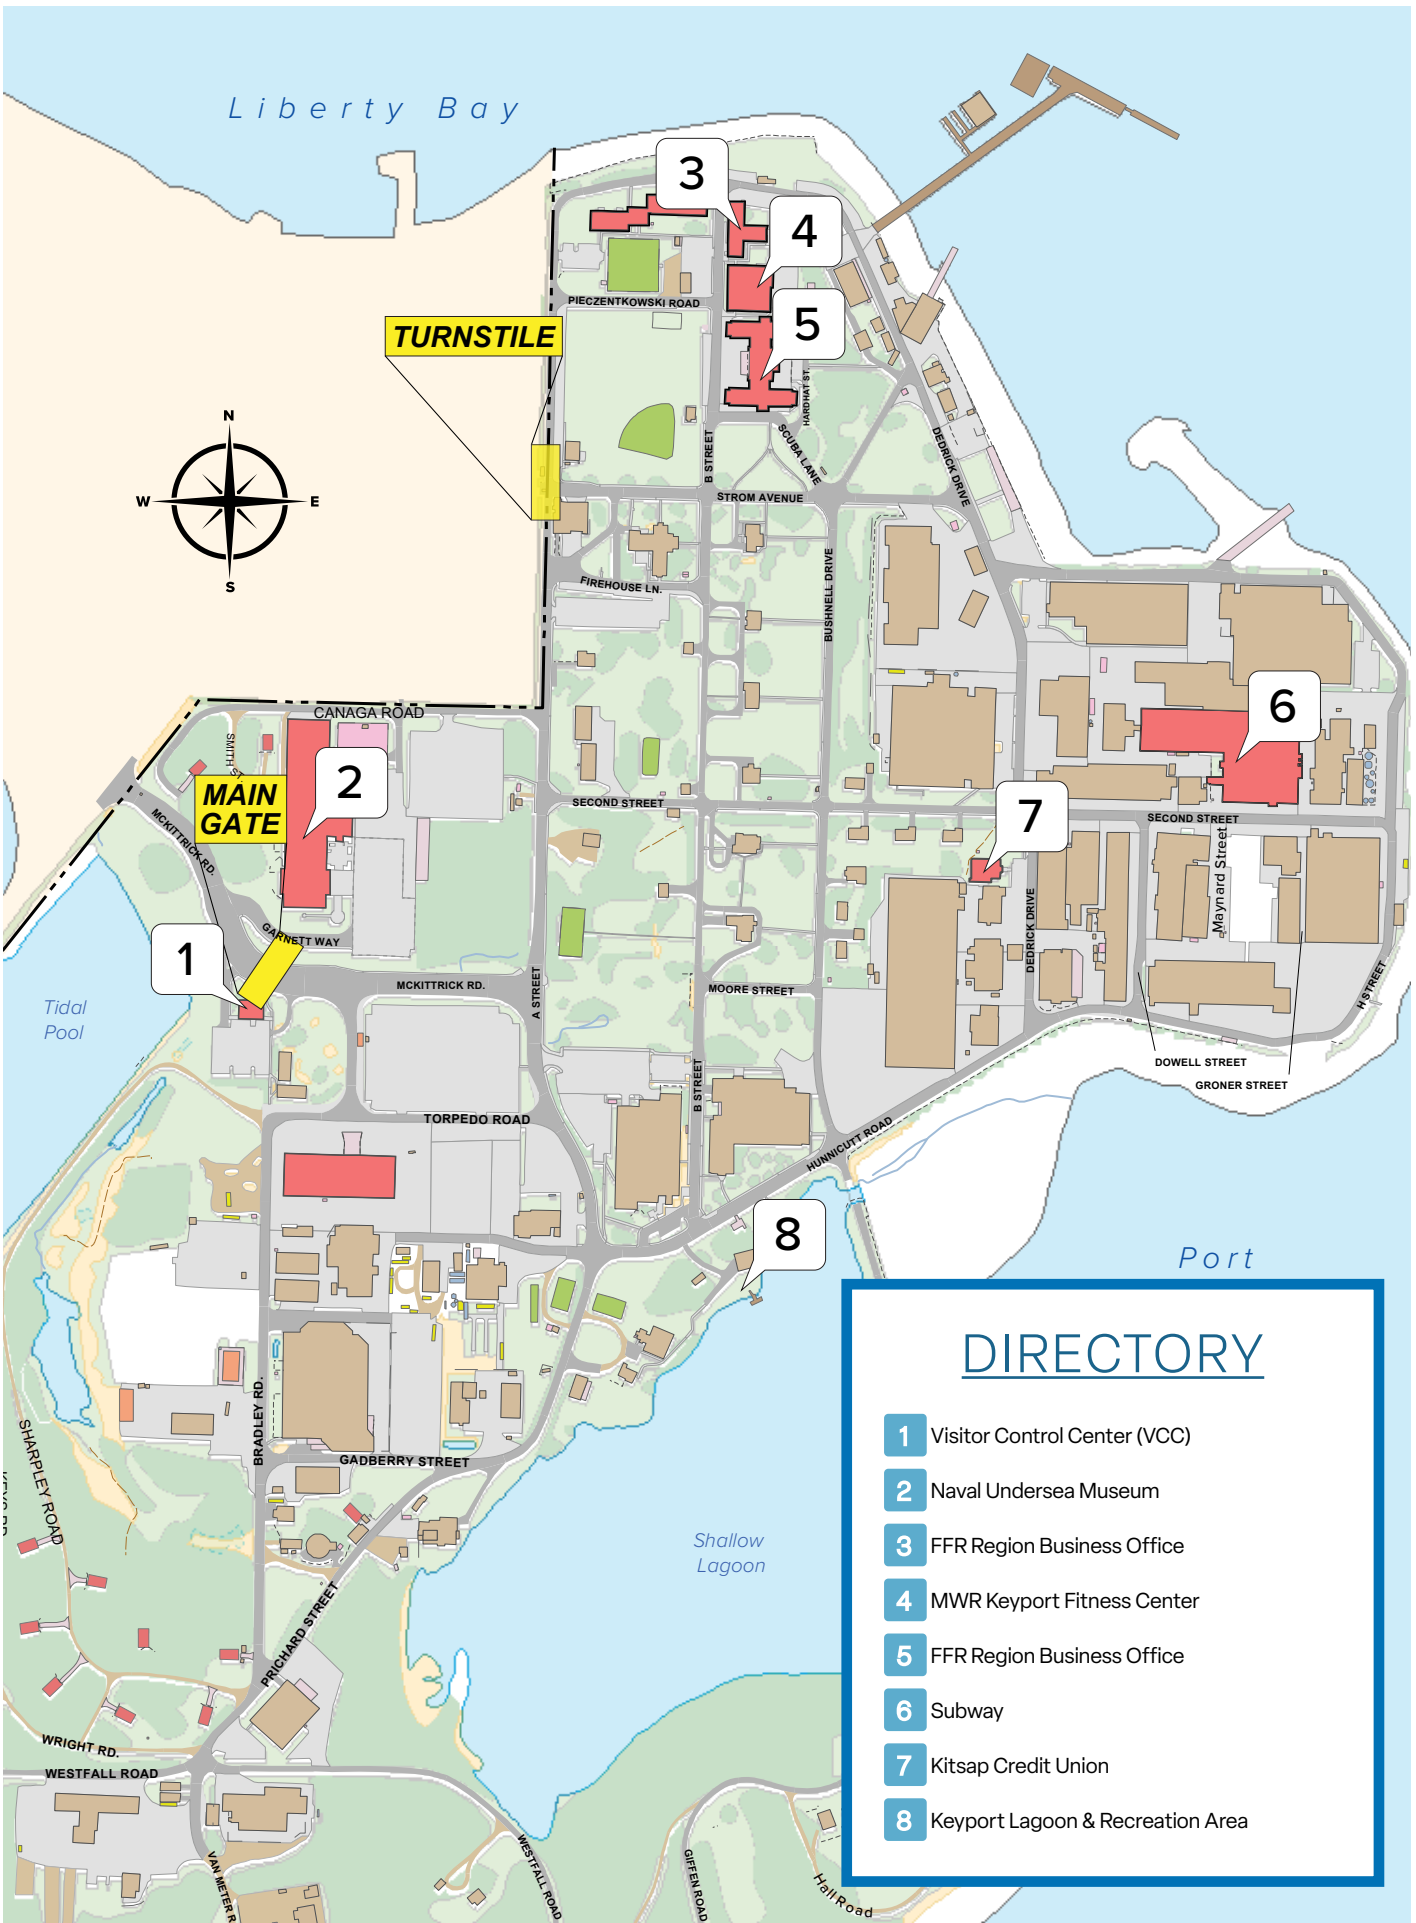 Liberty Bay
3
4
PIECZENTKOWSKI ROAD
5
TURNSTILE
HARDHAT ST.
N
W
E
S
B STREET
SCUBA LANE
DEDRICK DRIVE
STROM AVENUE
FIREHOUSE LN.
BUSHNELL DRIVE
6
CANAGA ROAD
SMITH ST.
2
MAIN
GATE
SECOND STREET
7
SECOND STREET
MCKITTRICK RD.
Maynard Street
GARNETT WAY
1
DEDRICK DRIVE
MCKITTRICK RD.
A STREET
MOORE STREET
H STREET
Tidal
Pool
DOWELL STREET
GRONER STREET
B STREET
TORPEDO ROAD
HUNNICUTT ROAD
8
Port
BRADLEY RD.
GADBERRY STREET
SHARPLEY ROAD
Shallow
Lagoon
PRICHARD STREET
WRIGHT RD.
WESTFALL ROAD
VAN METER R
WESTFALL ROAD
GIFFEN ROAD
Hall Road
DIRECTORY
1 Visitor Control Center (VCC)
2 Naval Undersea Museum
3 FFR Region Business Office
4 MWR Keyport Fitness Center
5 FFR Region Business Office
6 Subway
7 Kitsap Credit Union
8 Keyport Lagoon & Recreation Area